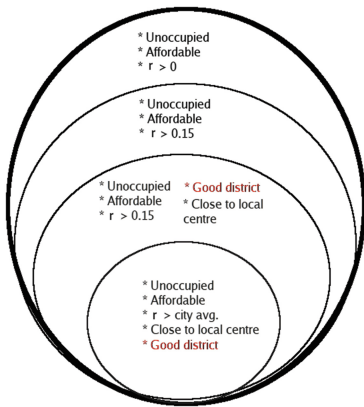 * Unoccupied
* Affordable
* r > 0
* Unoccupied
* Affordable
* r > 0.15
* Unoccupied
* Affordable
* r > 0.15
* Good district
* Close to local
centre
* Unoccupied
* Affordable
* r > city avg.
* Close to local centre
* Good district